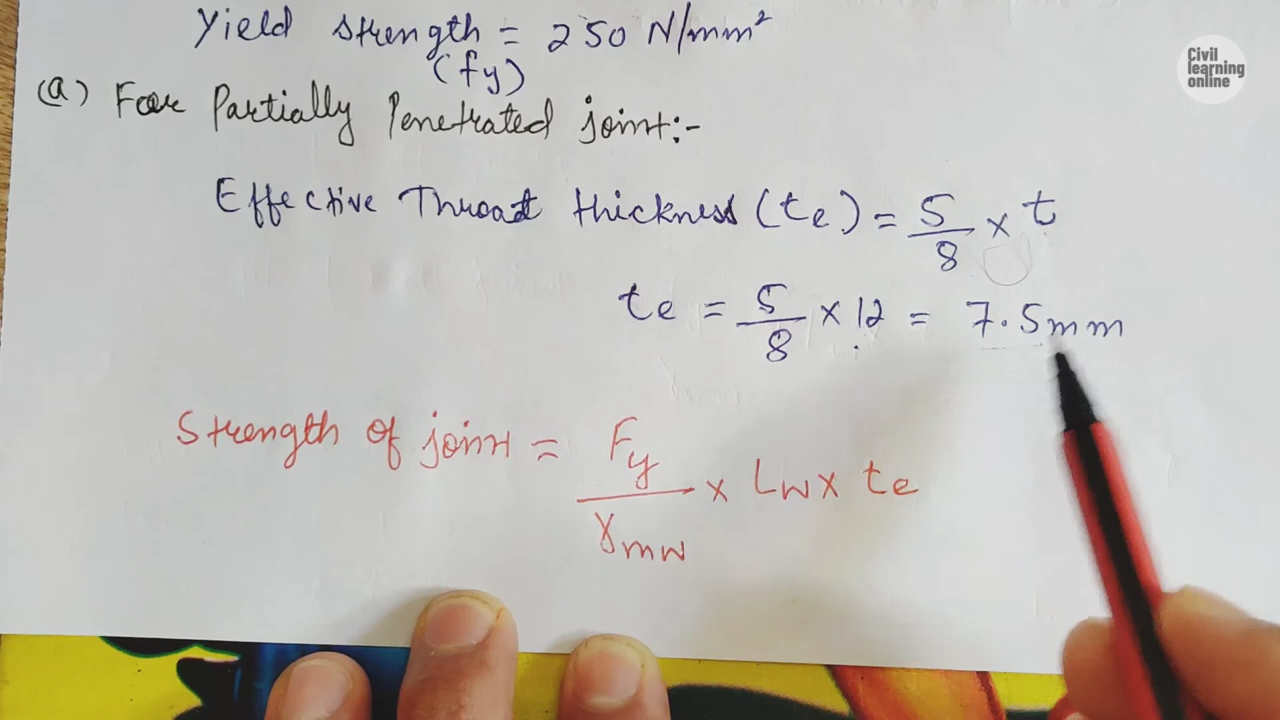 Yield strength = 250 N/mm²
(fy)
(a) For Partially Penetrated joint:-
Effective Throat thickness (te) = 5/8 × t
te = 5/8 × 12 = 7.5mm
Strength of joint = Fy/γmw × Lw × te
Civil
learning
online